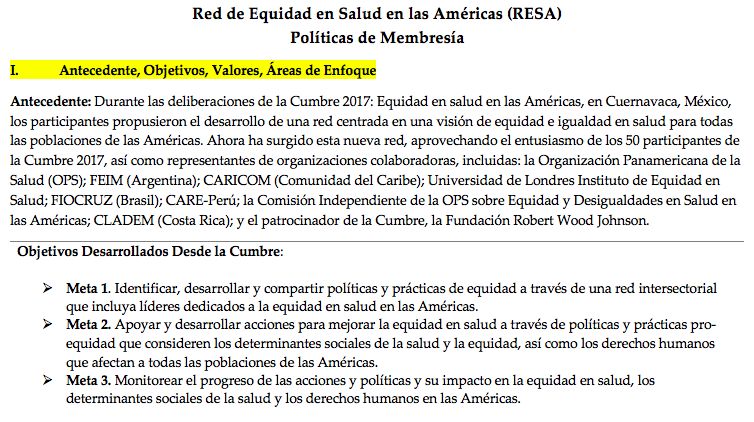 Red de Equidad en Salud en las Américas (RESA)
Políticas de Membresía
I. Antecedente, Objetivos, Valores, Áreas de Enfoque
Antecedente: Durante las deliberaciones de la Cumbre 2017: Equidad en salud en las Américas, en Cuernavaca, México,
los participantes propusieron el desarrollo de una red centrada en una visión de equidad e igualdad en salud para todas
las poblaciones de las Américas. Ahora ha surgido esta nueva red, aprovechando el entusiasmo de los 50 participantes de
la Cumbre 2017, así como representantes de organizaciones colaboradoras, incluidas: la Organización Panamericana de la
Salud (OPS); FEIM (Argentina); CARICOM (Comunidad del Caribe); Universidad de Londres Instituto de Equidad en
Salud; FIOCRUZ (Brasil); CARE-Perú; la Comisión Independiente de la OPS sobre Equidad y Desigualdades en Salud en
las Américas; CLADEM (Costa Rica); y el patrocinador de la Cumbre, la Fundación Robert Wood Johnson.
Objetivos Desarrollados Desde la Cumbre:
➤ Meta 1. Identificar, desarrollar y compartir políticas y prácticas de equidad a través de una red intersectorial
que incluya líderes dedicados a la equidad en salud en las Américas.
➤ Meta 2. Apoyar y desarrollar acciones para mejorar la equidad en salud a través de políticas y prácticas pro-
equidad que consideren los determinantes sociales de la salud y la equidad, así como los derechos humanos
que afectan a todas las poblaciones de las Américas.
➤ Meta 3. Monitorear el progreso de las acciones y políticas y su impacto en la equidad en salud, los
determinantes sociales de la salud y los derechos humanos en las Américas.